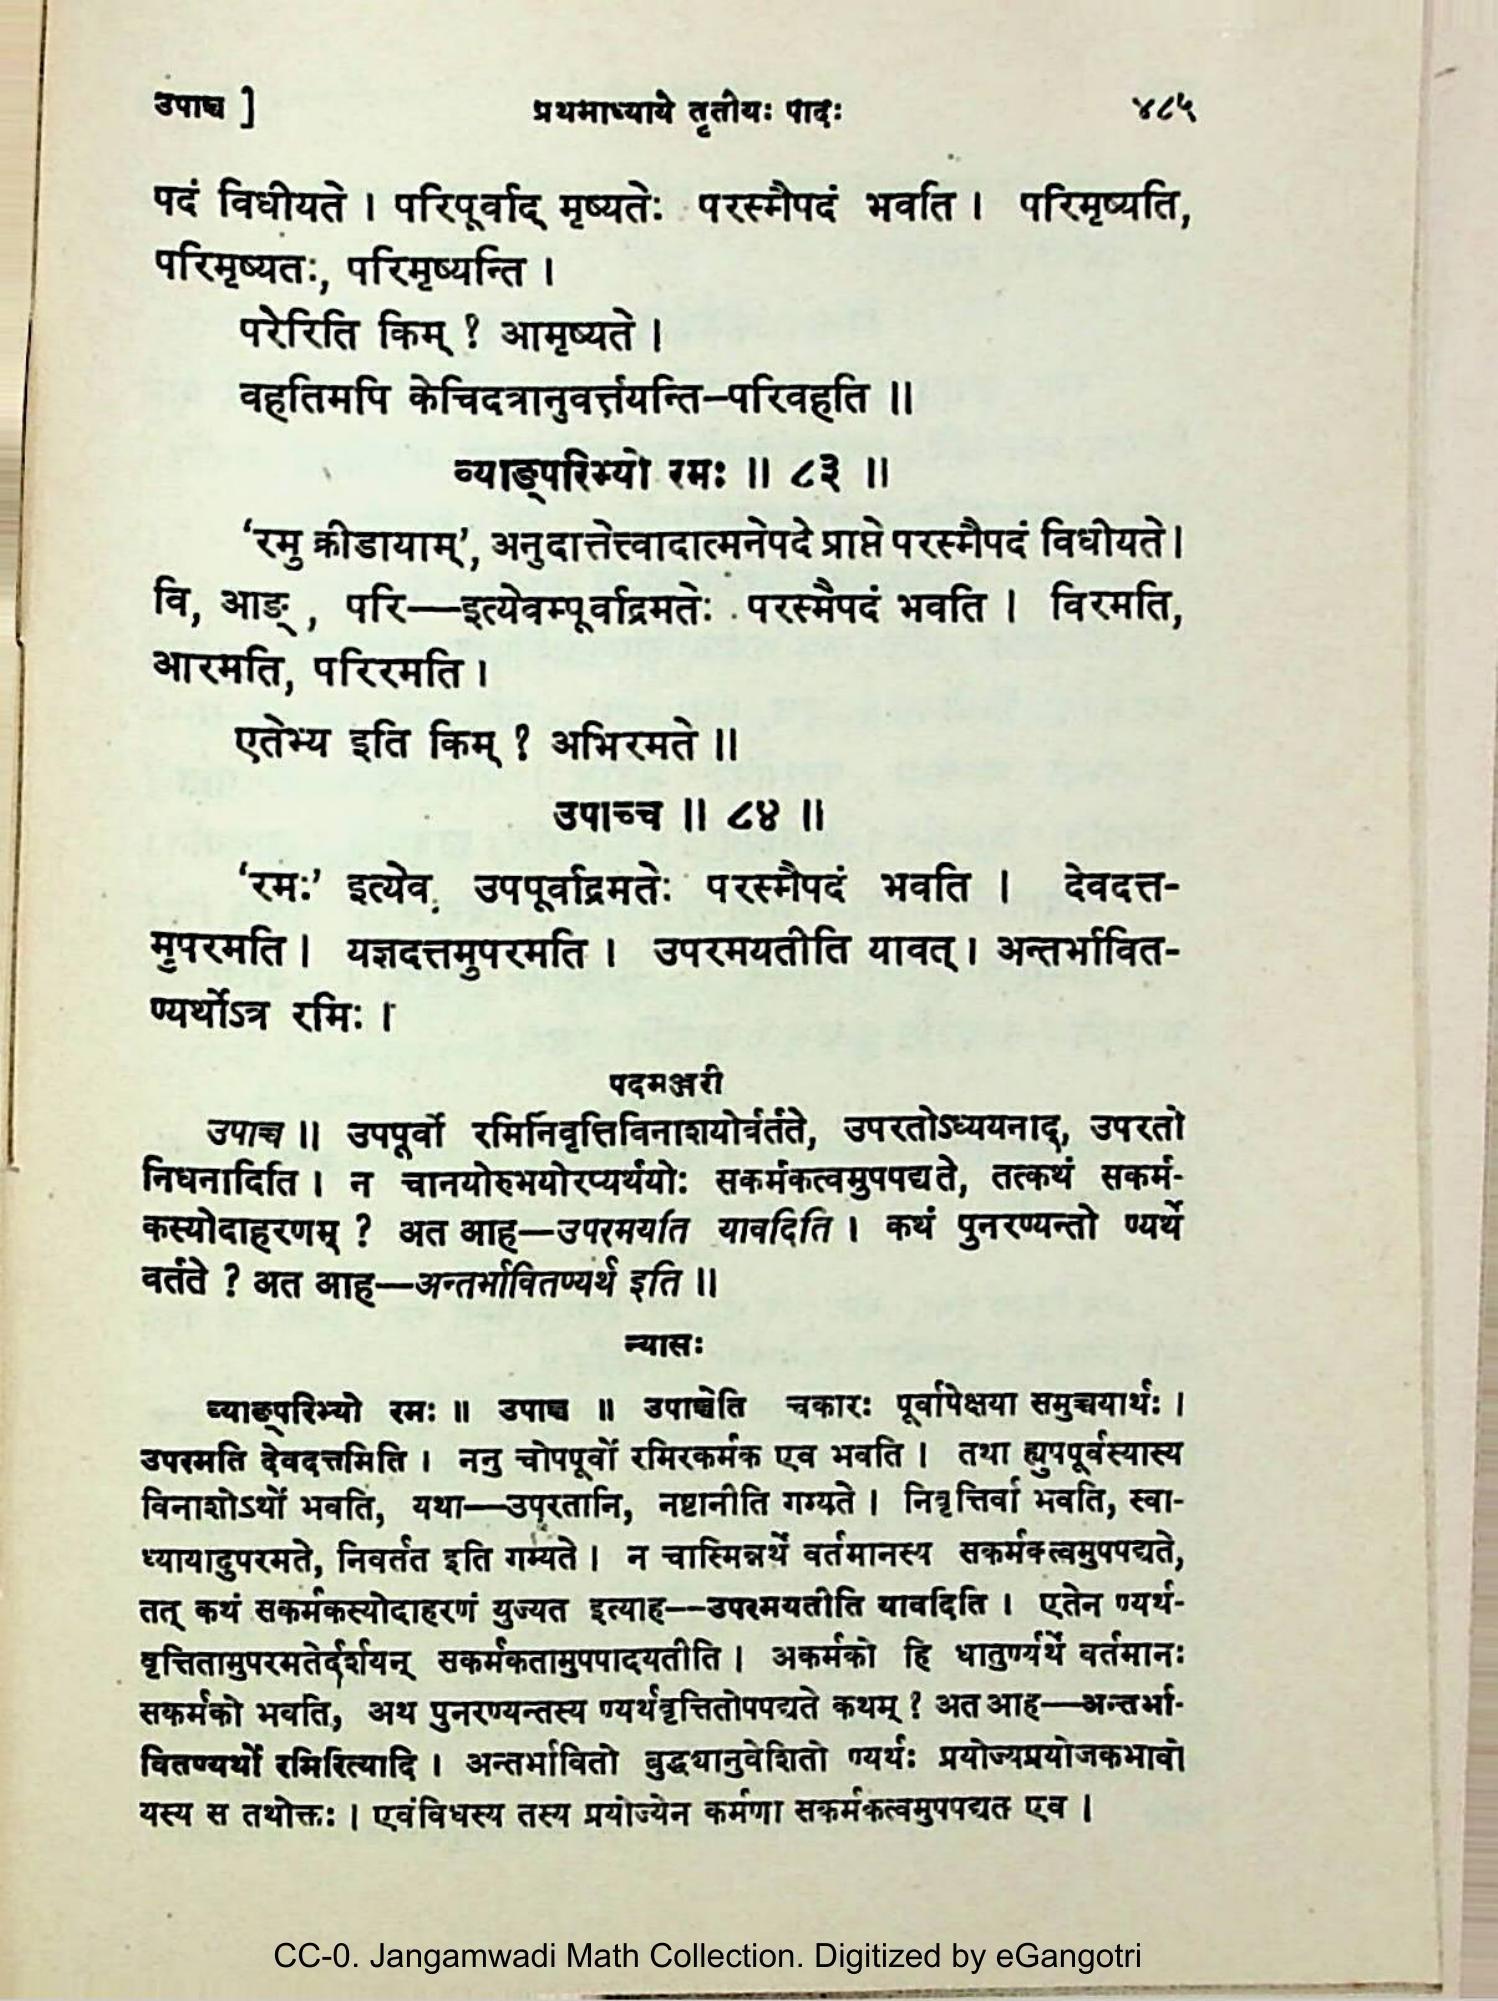 उपाच्च ]
प्रथमाध्याये तृतीयः पादः
४८५
पदं विधीयते । परिपूर्वाद् मृष्यतेः परस्मैपदं भवति । परिमृष्यति,
परिमृष्यतः, परिमृष्यन्ति ।
परेरिति किम् ? आमृष्यते ।
वहतिमपि केचिदत्रानुवर्त्तयन्ति—परिवहति ॥
व्याङ्परिभ्यो रमः ॥ ८३ ॥
‘रमु क्रीडायाम्’, अनुदात्तेत्त्वादात्मनेपदे प्राप्ते परस्मैपदं विधीयते ।
वि, आङ् , परि—इत्येवम्पूर्वाद्रमतेः परस्मैपदं भवति । विरमति,
आरमति, परिरमति ।
एतेभ्य इति किम् ? अभिरमते ॥
उपाच्च ॥ ८४ ॥
‘रमः’ इत्येव, उपपूर्वाद्रमतेः परस्मैपदं भवति । देवदत्त-
मुपरमति । यज्ञदत्तमुपरमति । उपरमयतीति यावत् । अन्तर्भावित-
ण्यर्थोऽत्र रमिः ।
पदमञ्जरी
उपाच्च ॥ उपपूर्वो रमिर्निवृत्तिविनाशयोर्वर्तते, उपरतोऽध्ययनाद्, उपरतो
निधनादिति । न चानयोरुभयोरप्यर्थयोः सकर्मकत्वमुपपद्यते, तत्कथं सकर्म-
कस्योदाहरणम् ? अत आह—उपरमयति यावदिति । कथं पुनरण्यन्तो ण्यर्थे
वर्तते ? अत आह—अन्तर्भावितण्यर्थ इति ॥
न्यासः
व्याङ्परिभ्यो रमः ॥ उपाच्च ॥ उपाच्चेति चकारः पूर्वापेक्षया समुच्चयार्थः ।
उपरमति देवदत्तमिति । ननु चोपपूर्वो रमिरकर्मक एव भवति । तथा ह्युपपूर्वस्यास्य
विनाशोऽर्थो भवति, यथा—उपरतानि, नष्टानीति गम्यते । निवृत्तिर्वा भवति, स्वा-
ध्यायादुपरमते, निवर्तत इति गम्यते । न चास्मिन्नर्थे वर्तमानस्य सकर्मकत्वमुपपद्यते,
तत् कथं सकर्मकस्योदाहरणं युज्यत इत्याह—उपरमयतीति यावदिति । एतेन ण्यर्थ-
वृत्तितामुपरमतेर्दर्शयन् सकर्मकतामुपपादयतीति । अकर्मको हि धातुर्ण्यर्थे वर्तमानः
सकर्मको भवति, अथ पुनरण्यन्तस्य ण्यर्थवृत्तितोपपद्यते कथम् ? अत आह—अन्तर्भा-
वितण्यर्थो रमिरित्यादि । अन्तर्भावितो बुद्धयानुवेशितो ण्यर्थः प्रयोज्यप्रयोजकभावो
यस्य स तथोक्तः । एवंविधस्य तस्य प्रयोज्येन कर्मणा सकर्मकत्वमुपपद्यत एव ।
CC-0. Jangamwadi Math Collection. Digitized by eGangotri